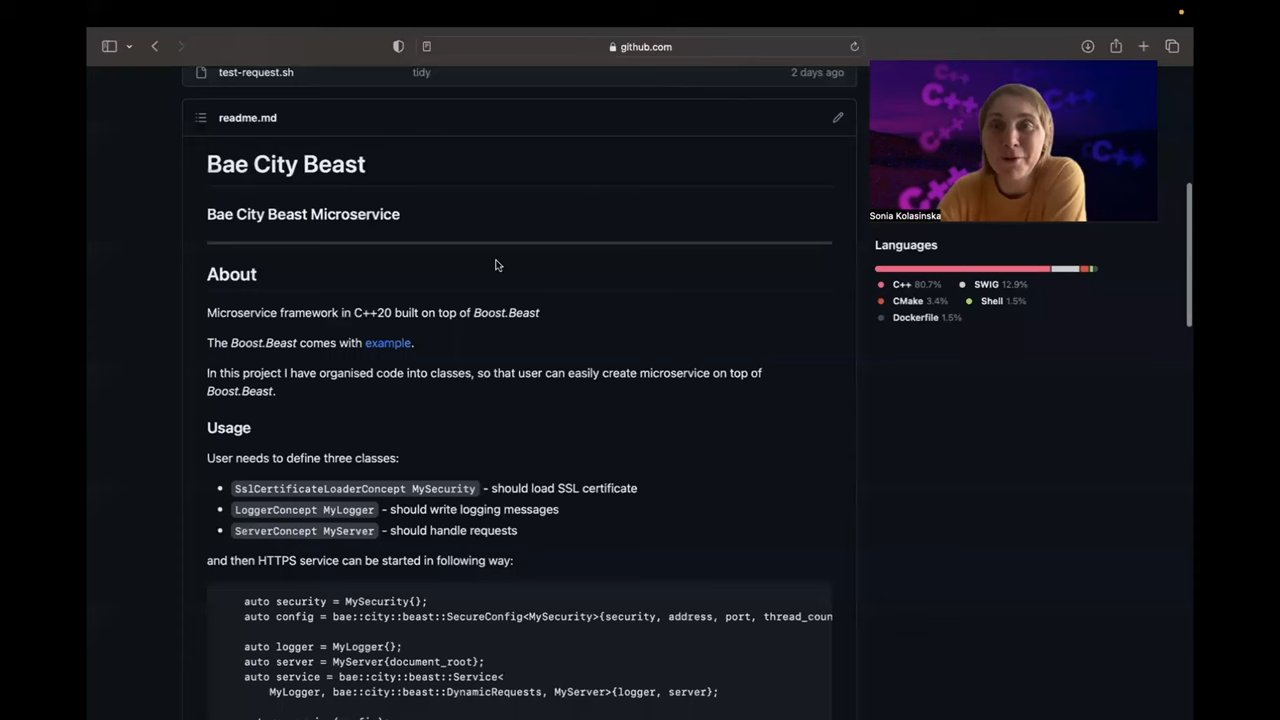 github.com
test-request.sh tidy 2 days ago
readme.md
Bae City Beast
Bae City Beast Microservice
About
Microservice framework in C++20 built on top of Boost.Beast
The Boost.Beast comes with example.
In this project I have organised code into classes, so that user can easily create microservice on top of
Boost.Beast.
Usage
User needs to define three classes:
SslCertificateLoaderConcept MySecurity - should load SSL certificate
LoggerConcept MyLogger - should write logging messages
ServerConcept MyServer - should handle requests
and then HTTPS service can be started in following way:
auto security = MySecurity{};
auto config = bae::city::beast::SecureConfig<MySecurity>{security, address, port, thread_coun
auto logger = MyLogger{};
auto server = MyServer{document_root};
auto service = bae::city::beast::Service<
MyLogger, bae::city::beast::DynamicRequests, MyServer>{logger, server};
C++
C++
C++
C++
C++
Sonia Kolasinska
Languages
C++ 80.7% SWIG 12.9%
CMake 3.4% Shell 1.5%
Dockerfile 1.5%